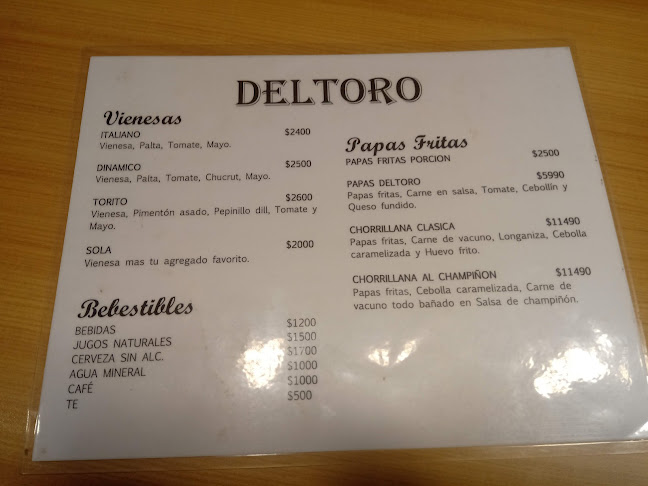 DELTORO
Vienesas
ITALIANO $2400
Vienesa, Palta, Tomate, Mayo.
DINAMICO $2500
Vienesa, Palta, Tomate, Chucrut, Mayo.
TORITO $2600
Vienesa, Pimentón asado, Pepinillo dill, Tomate y
Mayo.
SOLA $2000
Vienesa mas tu agregado favorito.
Bebestibles
BEBIDAS $1200
JUGOS NATURALES $1500
CERVEZA SIN ALC. $1700
AGUA MINERAL $1000
CAFÉ $1000
TE $500
Papas Fritas
PAPAS FRITAS PORCION $2500
PAPAS DELTORO $5990
Papas fritas, Carne en salsa, Tomate, Cebollín y
Queso fundido.
CHORRILLANA CLASICA $11490
Papas fritas, Carne de vacuno, Longaniza, Cebolla
caramelizada y Huevo frito.
CHORRILLANA AL CHAMPIÑON $11490
Papas fritas, Cebolla caramelizada, Carne de
vacuno todo bañado en Salsa de champiñón.